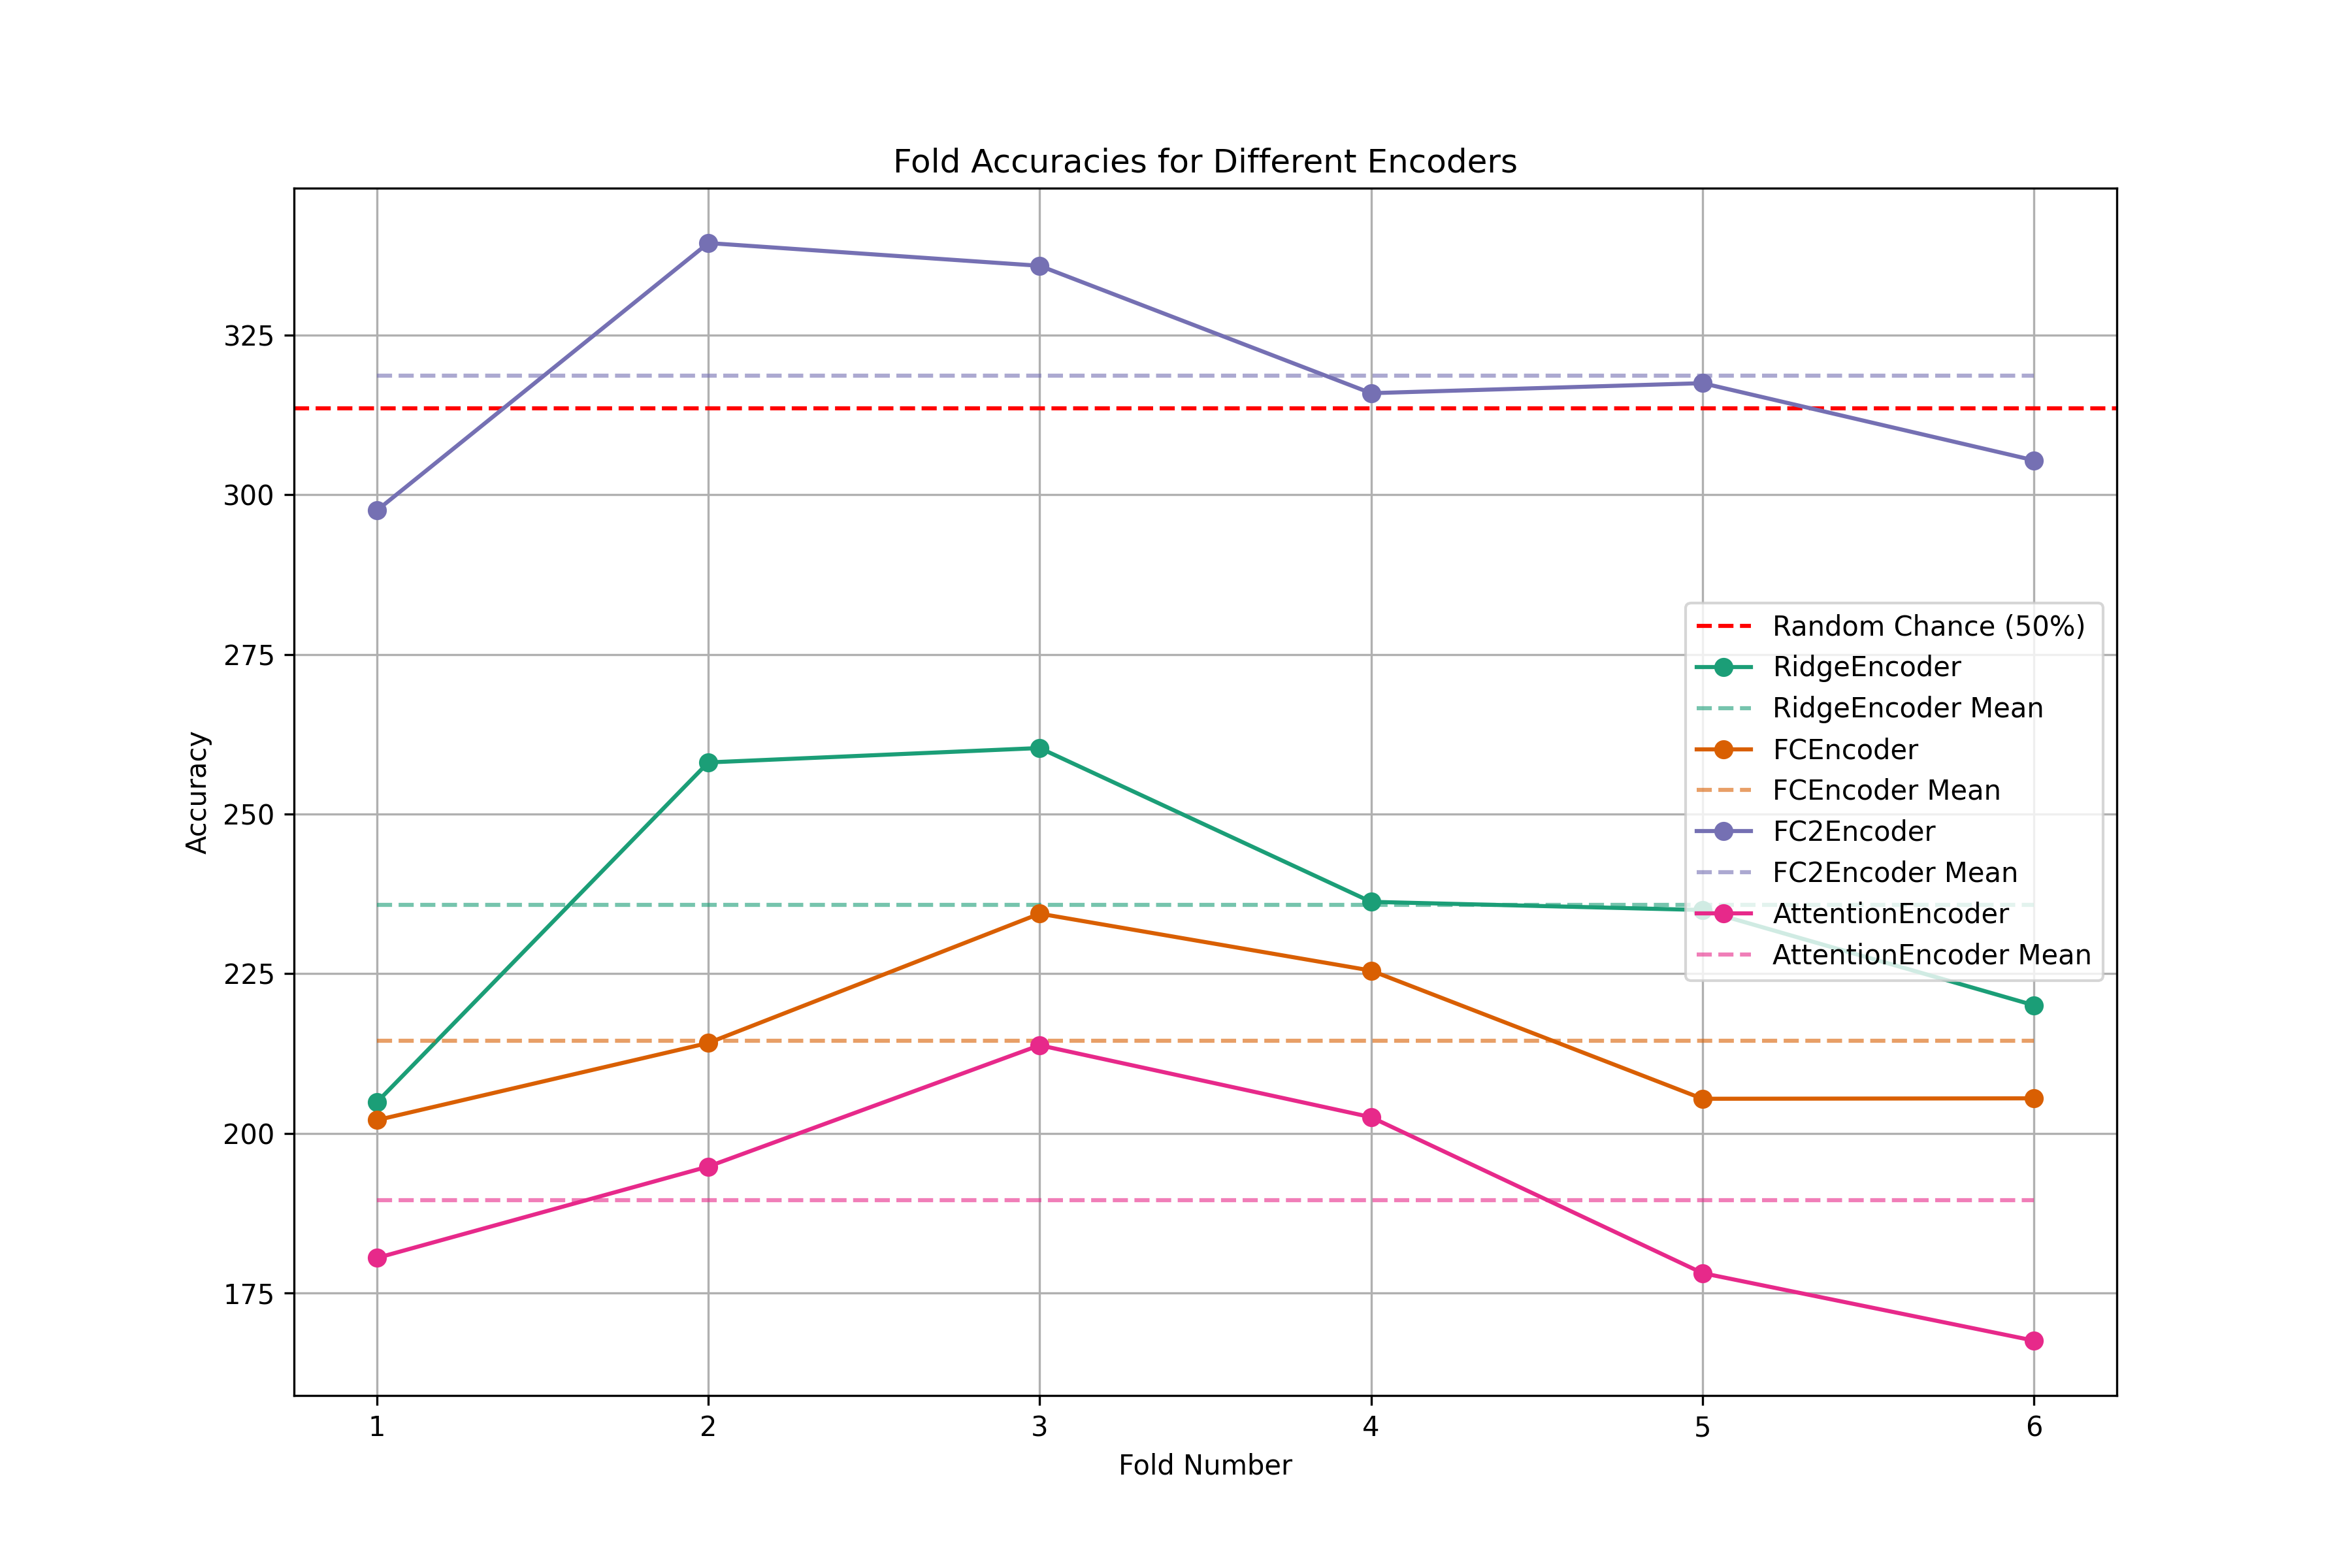 Fold Accuracies for Different Encoders
Accuracy
325
300
275
250
225
200
175
Random Chance (50%)
RidgeEncoder
RidgeEncoder Mean
FCEncoder
FCEncoder Mean
FC2Encoder
FC2Encoder Mean
AttentionEncoder
AttentionEncoder Mean
1 2 3 4 5 6
Fold Number